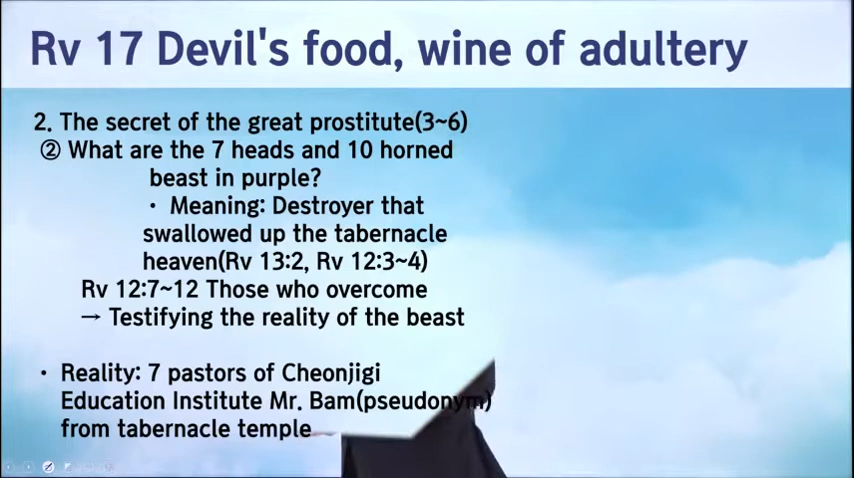 Rv 17 Devil's food, wine of adultery
2. The secret of the great prostitute(3~6)
② What are the 7 heads and 10 horned
beast in purple?
・ Meaning: Destroyer that
swallowed up the tabernacle
heaven(Rv 13:2, Rv 12:3~4)
Rv 12:7~12 Those who overcome
→ Testifying the reality of the beast
・ Reality: 7 pastors of Cheonjigi
Education Institute Mr. Bam(pseudonym)
from tabernacle temple